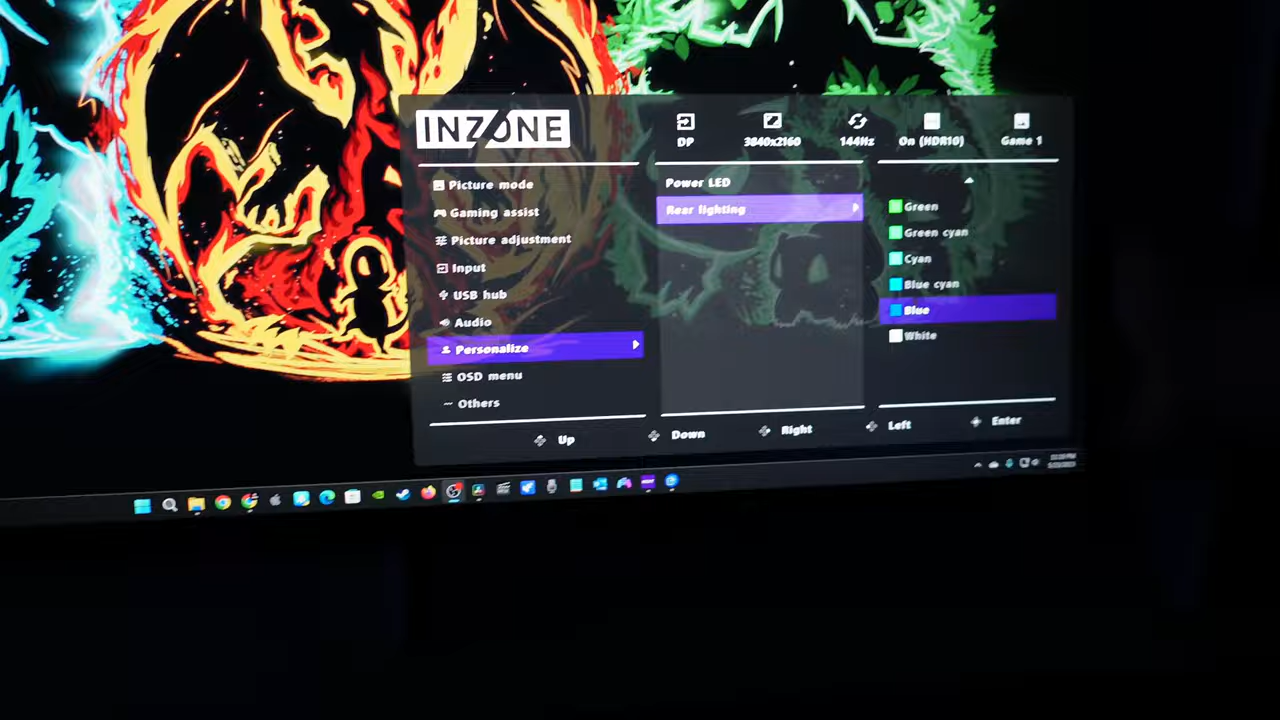 INZONE
DP
3840x2160
144Hz
On (HDR10)
Game 1
Picture mode
Gaming assist
Picture adjustment
Input
USB hub
Audio
Personalize
OSD menu
Others
Power LED
Rear lighting
Green
Green cyan
Cyan
Blue cyan
Blue
White
Up
Down
Right
Left
Enter